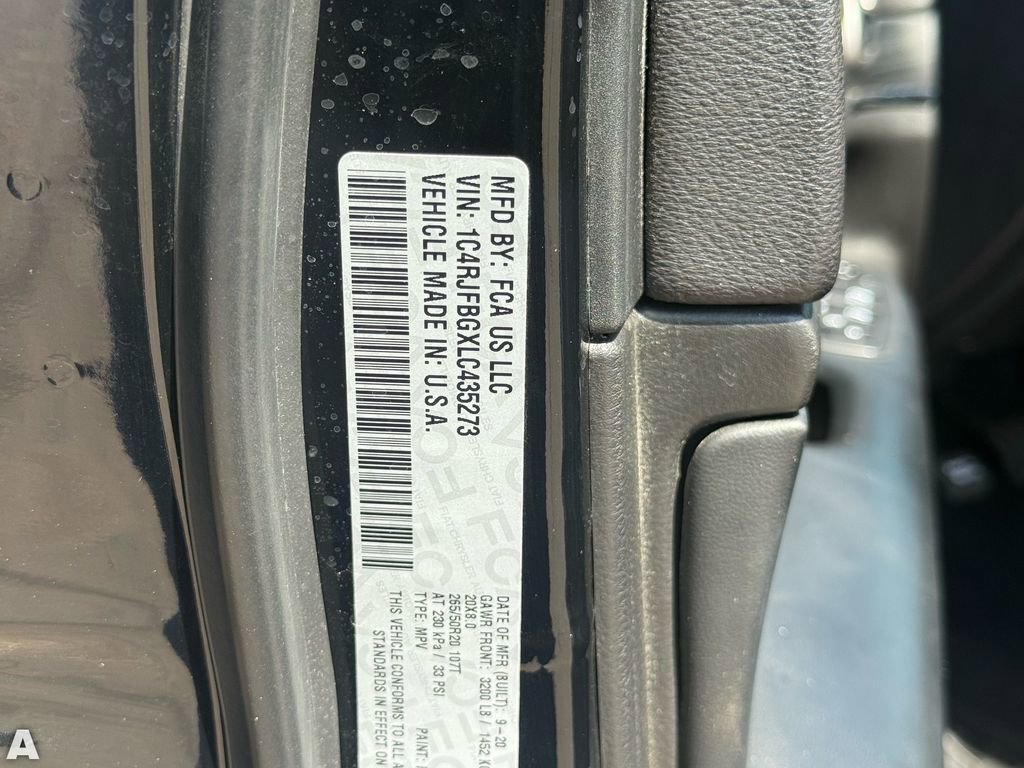 MFD BY: FCA US LLC
VIN: 1C4RJFBGXLC435273
VEHICLE MADE IN: U.S.A.
DATE OF MFR (BUILT): 9-20
GAWR FRONT: 3200 LB / 1452 KG
20X8.0
265/50R20 107T
AT 230 kPa / 33 PSI
TYPE: MPV PAINT:
THIS VEHICLE CONFORMS TO ALL A
STANDARDS IN EFFECT ON
A